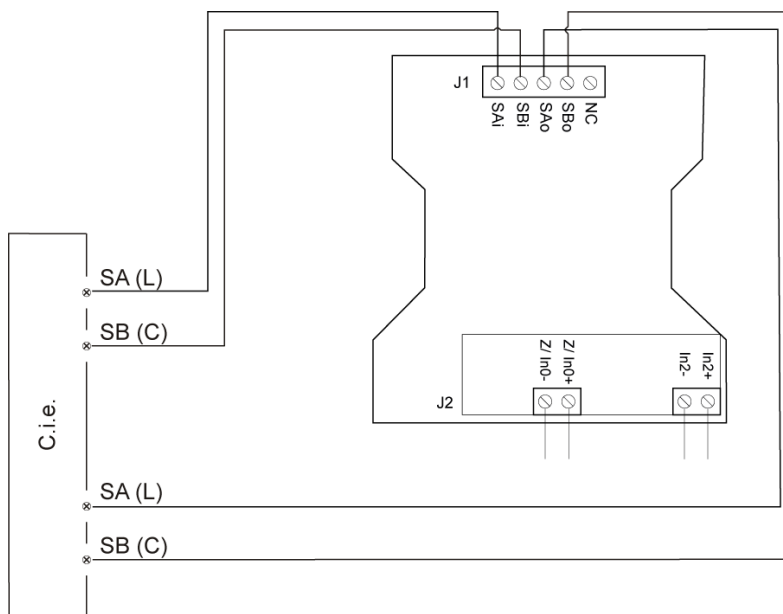 J1
SAi
SBi
SAo
SBo
NC
SA (L)
SB (C)
C.i.e.
Z/ In0-
Z/ In0+
In2-
In2+
J2
SA (L)
SB (C)